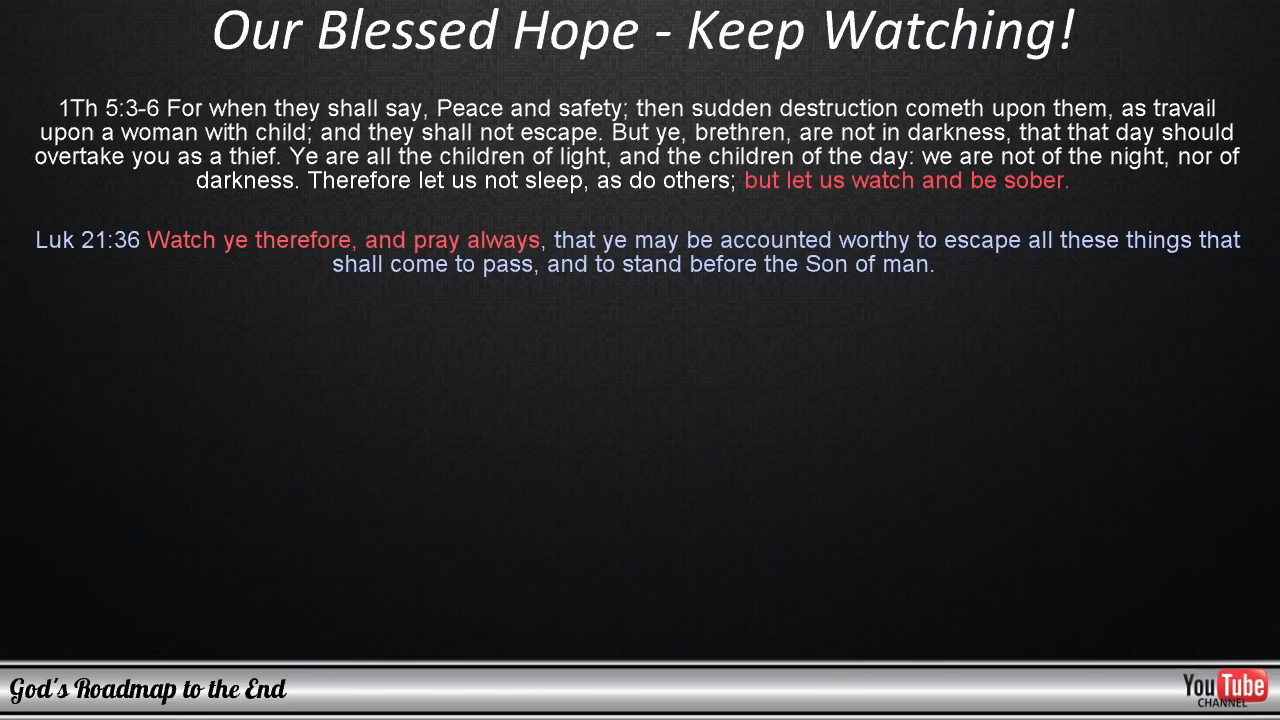 Our Blessed Hope - Keep Watching!
1Th 5:3-6 For when they shall say, Peace and safety; then sudden destruction cometh upon them, as travail
upon a woman with child; and they shall not escape. But ye, brethren, are not in darkness, that that day should
overtake you as a thief. Ye are all the children of light, and the children of the day: we are not of the night, nor of
darkness. Therefore let us not sleep, as do others; but let us watch and be sober.
Luk 21:36 Watch ye therefore, and pray always, that ye may be accounted worthy to escape all these things that
shall come to pass, and to stand before the Son of man.
God's Roadmap to the End
YouTube
CHANNEL